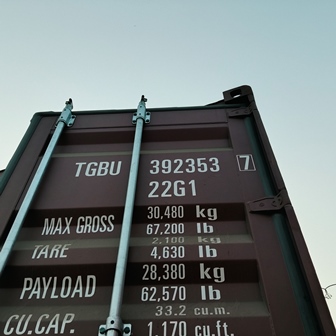 TGBU 392353 7
22G1
MAX GROSS 30,480 kg
67,200 lb
TARE 2,100 kg
4,630 lb
PAYLOAD 28,380 kg
62,570 lb
CU.CAP. 33.2 cu.m.
1,170 cu.ft.